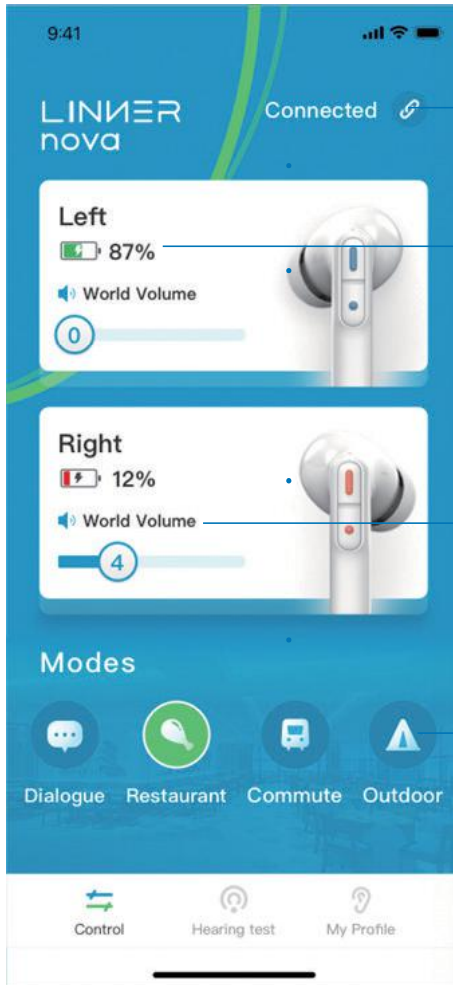 9:41
LINNER
nova
Connected
Left
87%
World Volume
0
Right
12%
World Volume
4
Modes
Dialogue Restaurant Commute Outdoor
Control Hearing test My Profile